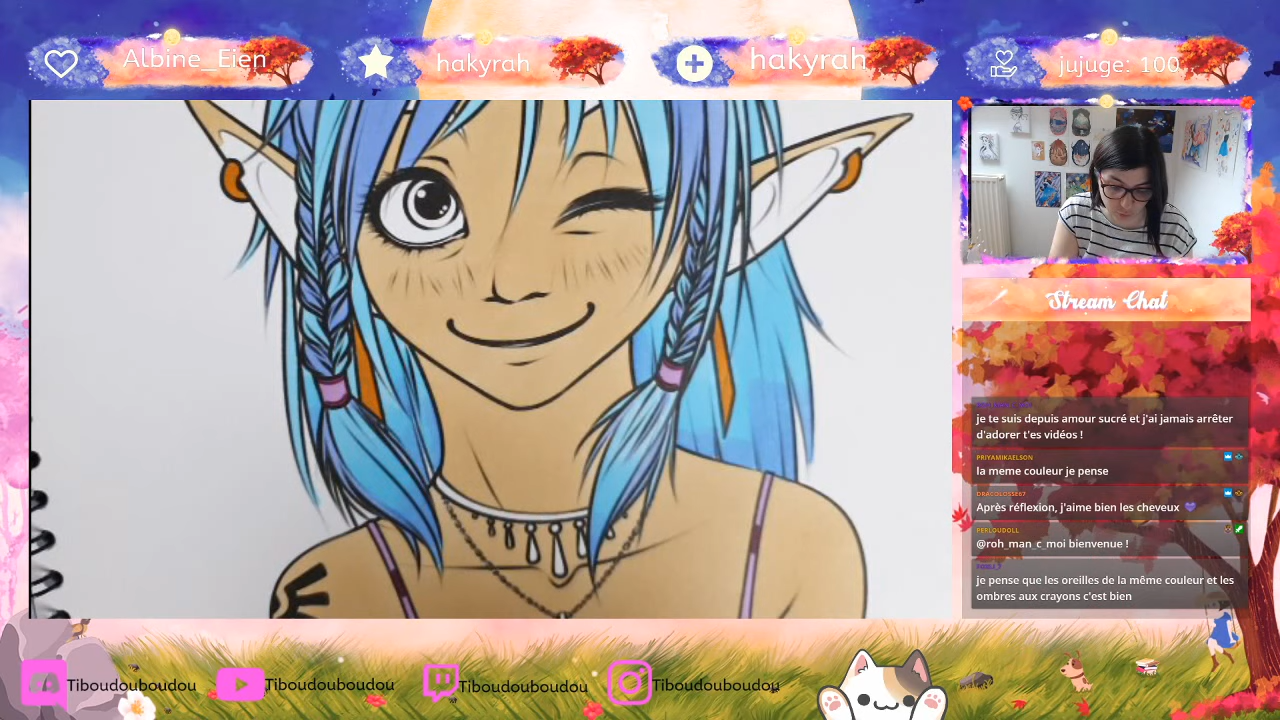 Albine_Eien
hakyrah
hakyrah
jujuge: 100
Stream Chat
je te suis depuis amour sucré et j'ai jamais arrêter
d'adorer t'es vidéos !
PRIYAMIKAELSON
la meme couleur je pense
DRACOLOSSE67
Après réflexion, j'aime bien les cheveux
PERLOUDOLL
@roh_man_c_moi bienvenue !
je pense que les oreilles de la même couleur et les
ombres aux crayons c'est bien
Tiboudouboudou
Tiboudouboudou
Tiboudouboudou
Tiboudouboudou